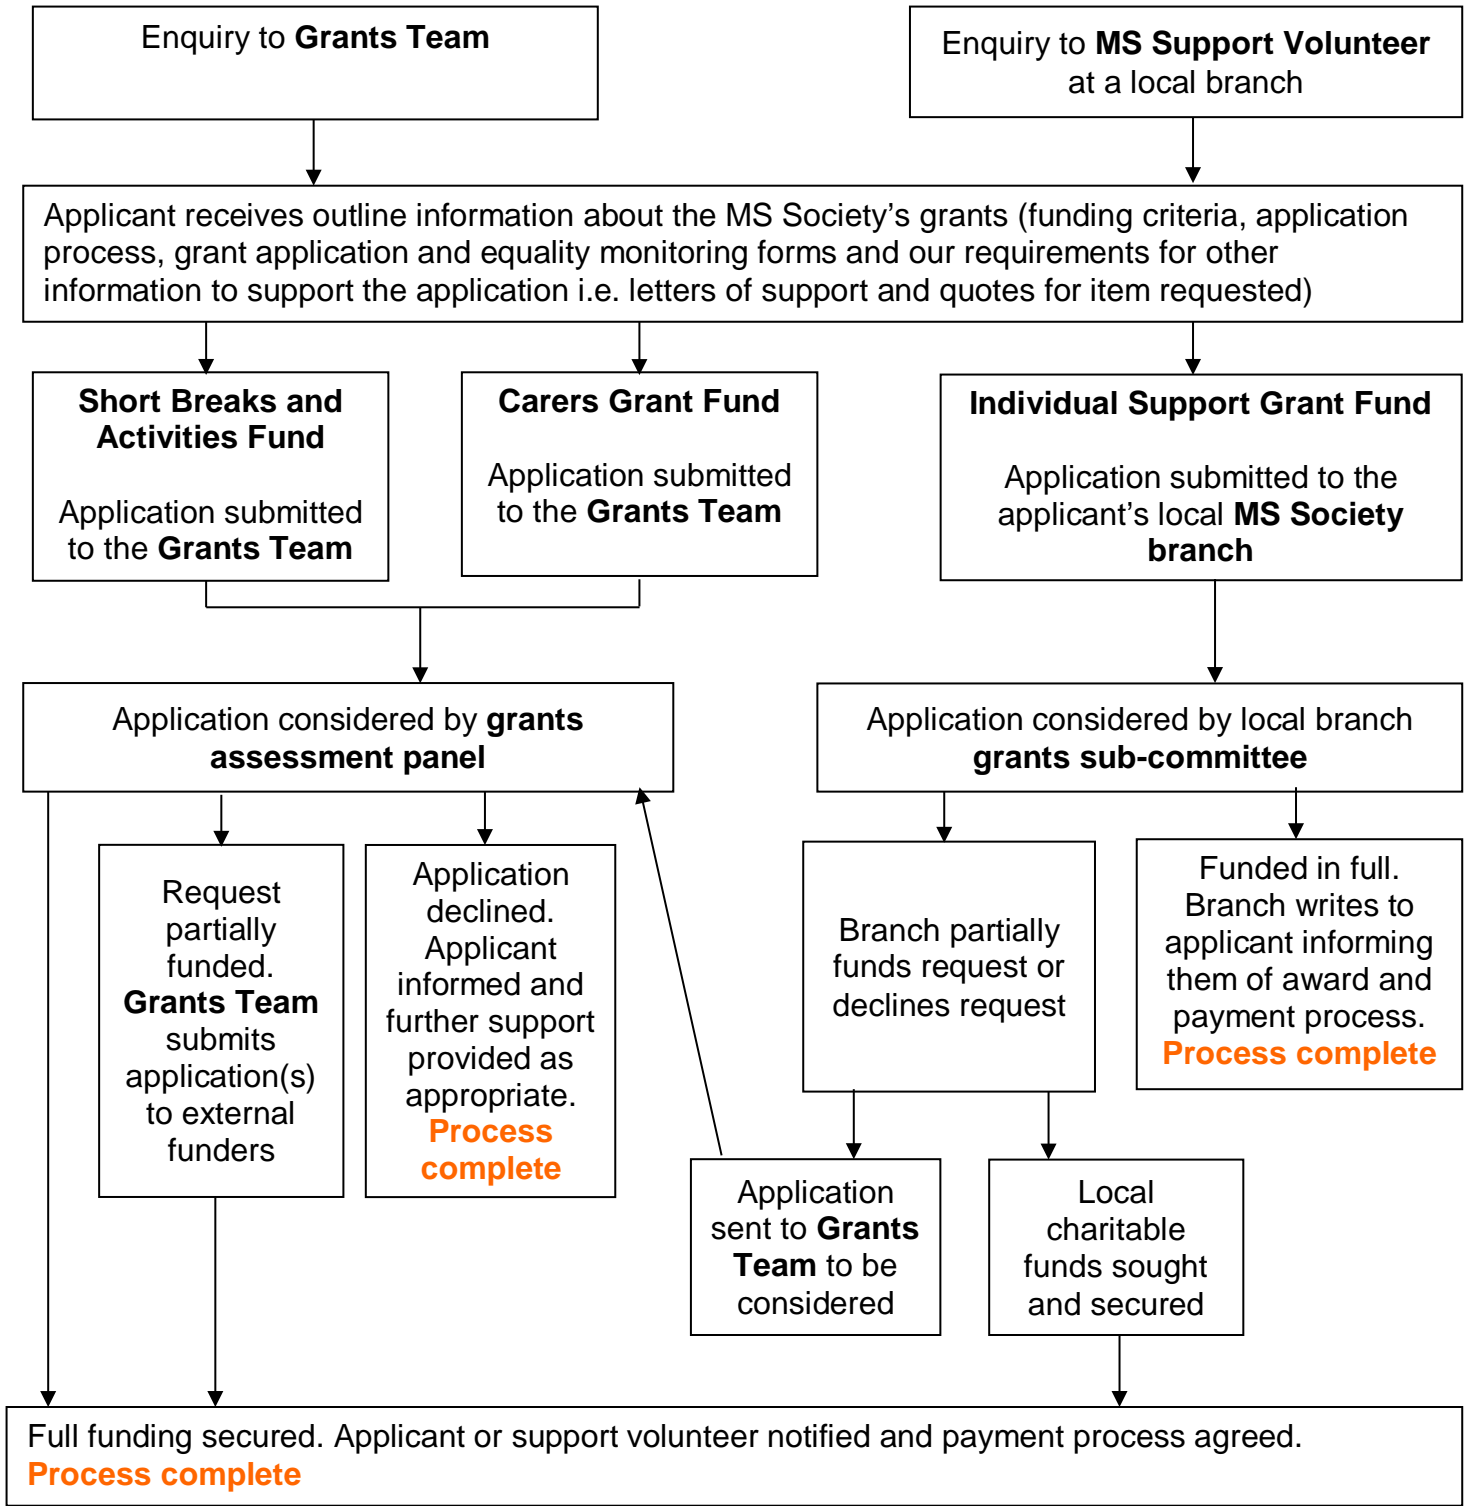 Enquiry to Grants Team
Enquiry to MS Support Volunteer
at a local branch
Applicant receives outline information about the MS Society’s grants (funding criteria, application
process, grant application and equality monitoring forms and our requirements for other
information to support the application i.e. letters of support and quotes for item requested)
Short Breaks and
Activities Fund
Application submitted
to the Grants Team
Carers Grant Fund
Application submitted
to the Grants Team
Individual Support Grant Fund
Application submitted to the
applicant’s local MS Society
branch
Application considered by grants
assessment panel
Application considered by local branch
grants sub-committee
Request
partially
funded.
Grants Team
submits
application(s)
to external
funders
Application
declined.
Applicant
informed and
further support
provided as
appropriate.
Process
complete
Branch partially
funds request or
declines request
Funded in full.
Branch writes to
applicant informing
them of award and
payment process.
Process complete
Application
sent to Grants
Team to be
considered
Local
charitable
funds sought
and secured
Full funding secured. Applicant or support volunteer notified and payment process agreed.
Process complete